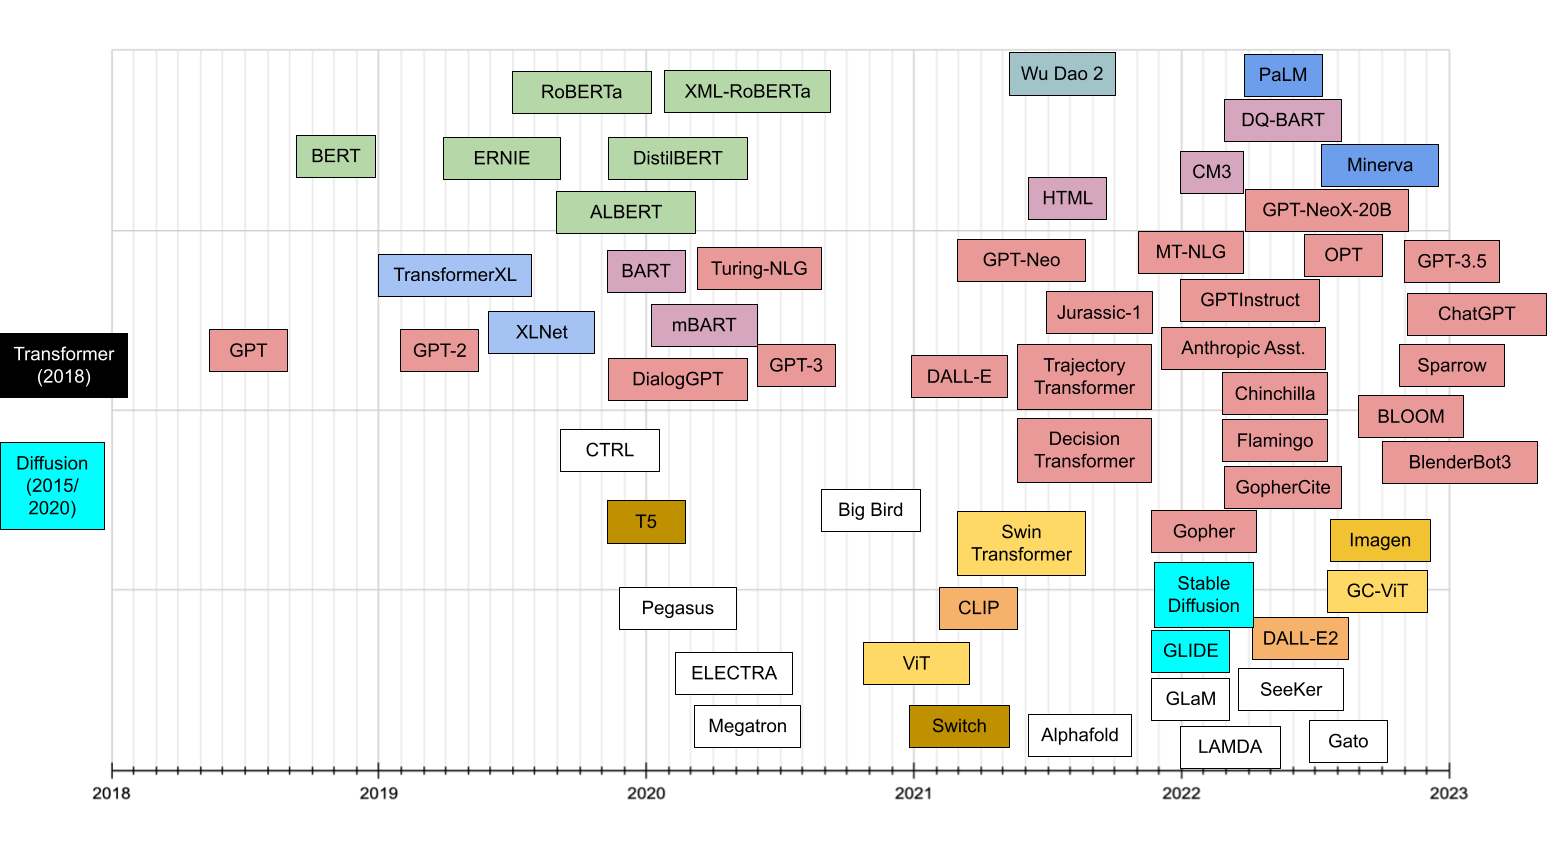 Wu Dao 2
PaLM
RoBERTa
XML-RoBERTa
DQ-BART
BERT
ERNIE
DistilBERT
Minerva
CM3
HTML
ALBERT
GPT-NeoX-20B
TransformerXL
BART
Turing-NLG
GPT-Neo
MT-NLG
OPT
GPT-3.5
GPTInstruct
Jurassic-1
ChatGPT
XLNet
mBART
Anthropic Asst.
Transformer
(2018)
GPT
GPT-2
DialogGPT
GPT-3
DALL-E
Trajectory
Transformer
Sparrow
Chinchilla
BLOOM
CTRL
Decision
Transformer
Flamingo
BlenderBot3
Diffusion
(2015/
2020)
GopherCite
T5
Big Bird
Swin
Transformer
Gopher
Imagen
Stable
Diffusion
GC-ViT
Pegasus
CLIP
DALL-E2
ViT
GLIDE
ELECTRA
SeeKer
GLaM
Megatron
Switch
Alphafold
LAMDA
Gato
2018
2019
2020
2021
2022
2023